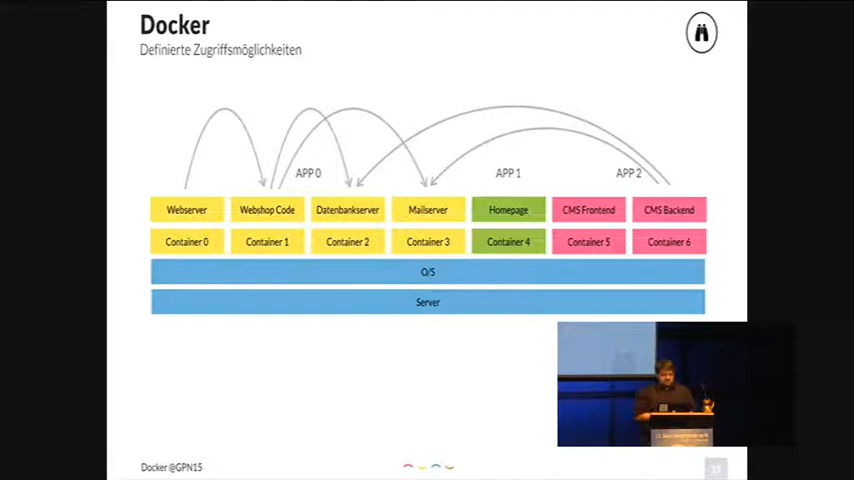 Docker
Definierte Zugriffsmöglichkeiten
APP 0
APP 1
APP 2
Webserver
Webshop Code
Datenbankserver
Mailserver
Homepage
CMS Frontend
CMS Backend
Container 0
Container 1
Container 2
Container 3
Container 4
Container 5
Container 6
O/S
Server
Docker @GPN15